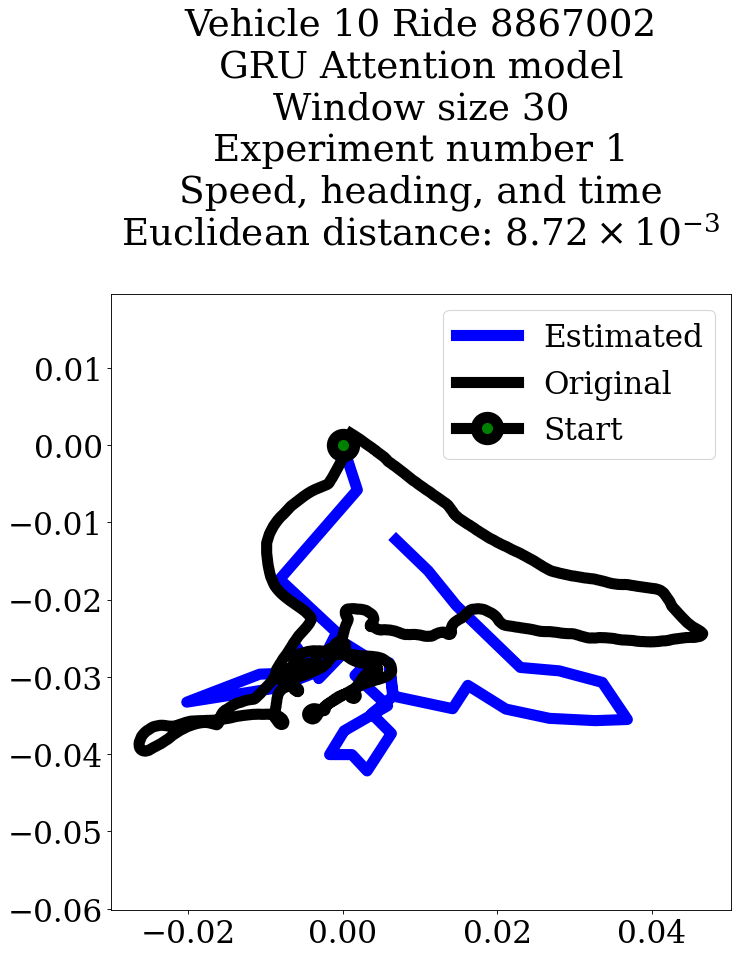 Vehicle 10 Ride 8867002
GRU Attention model
Window size 30
Experiment number 1
Speed, heading, and time
Euclidean distance: 8.72 × 10⁻³
Estimated
Original
Start
0.01
0.00
−0.01
−0.02
−0.03
−0.04
−0.05
−0.06
−0.02 0.00 0.02 0.04